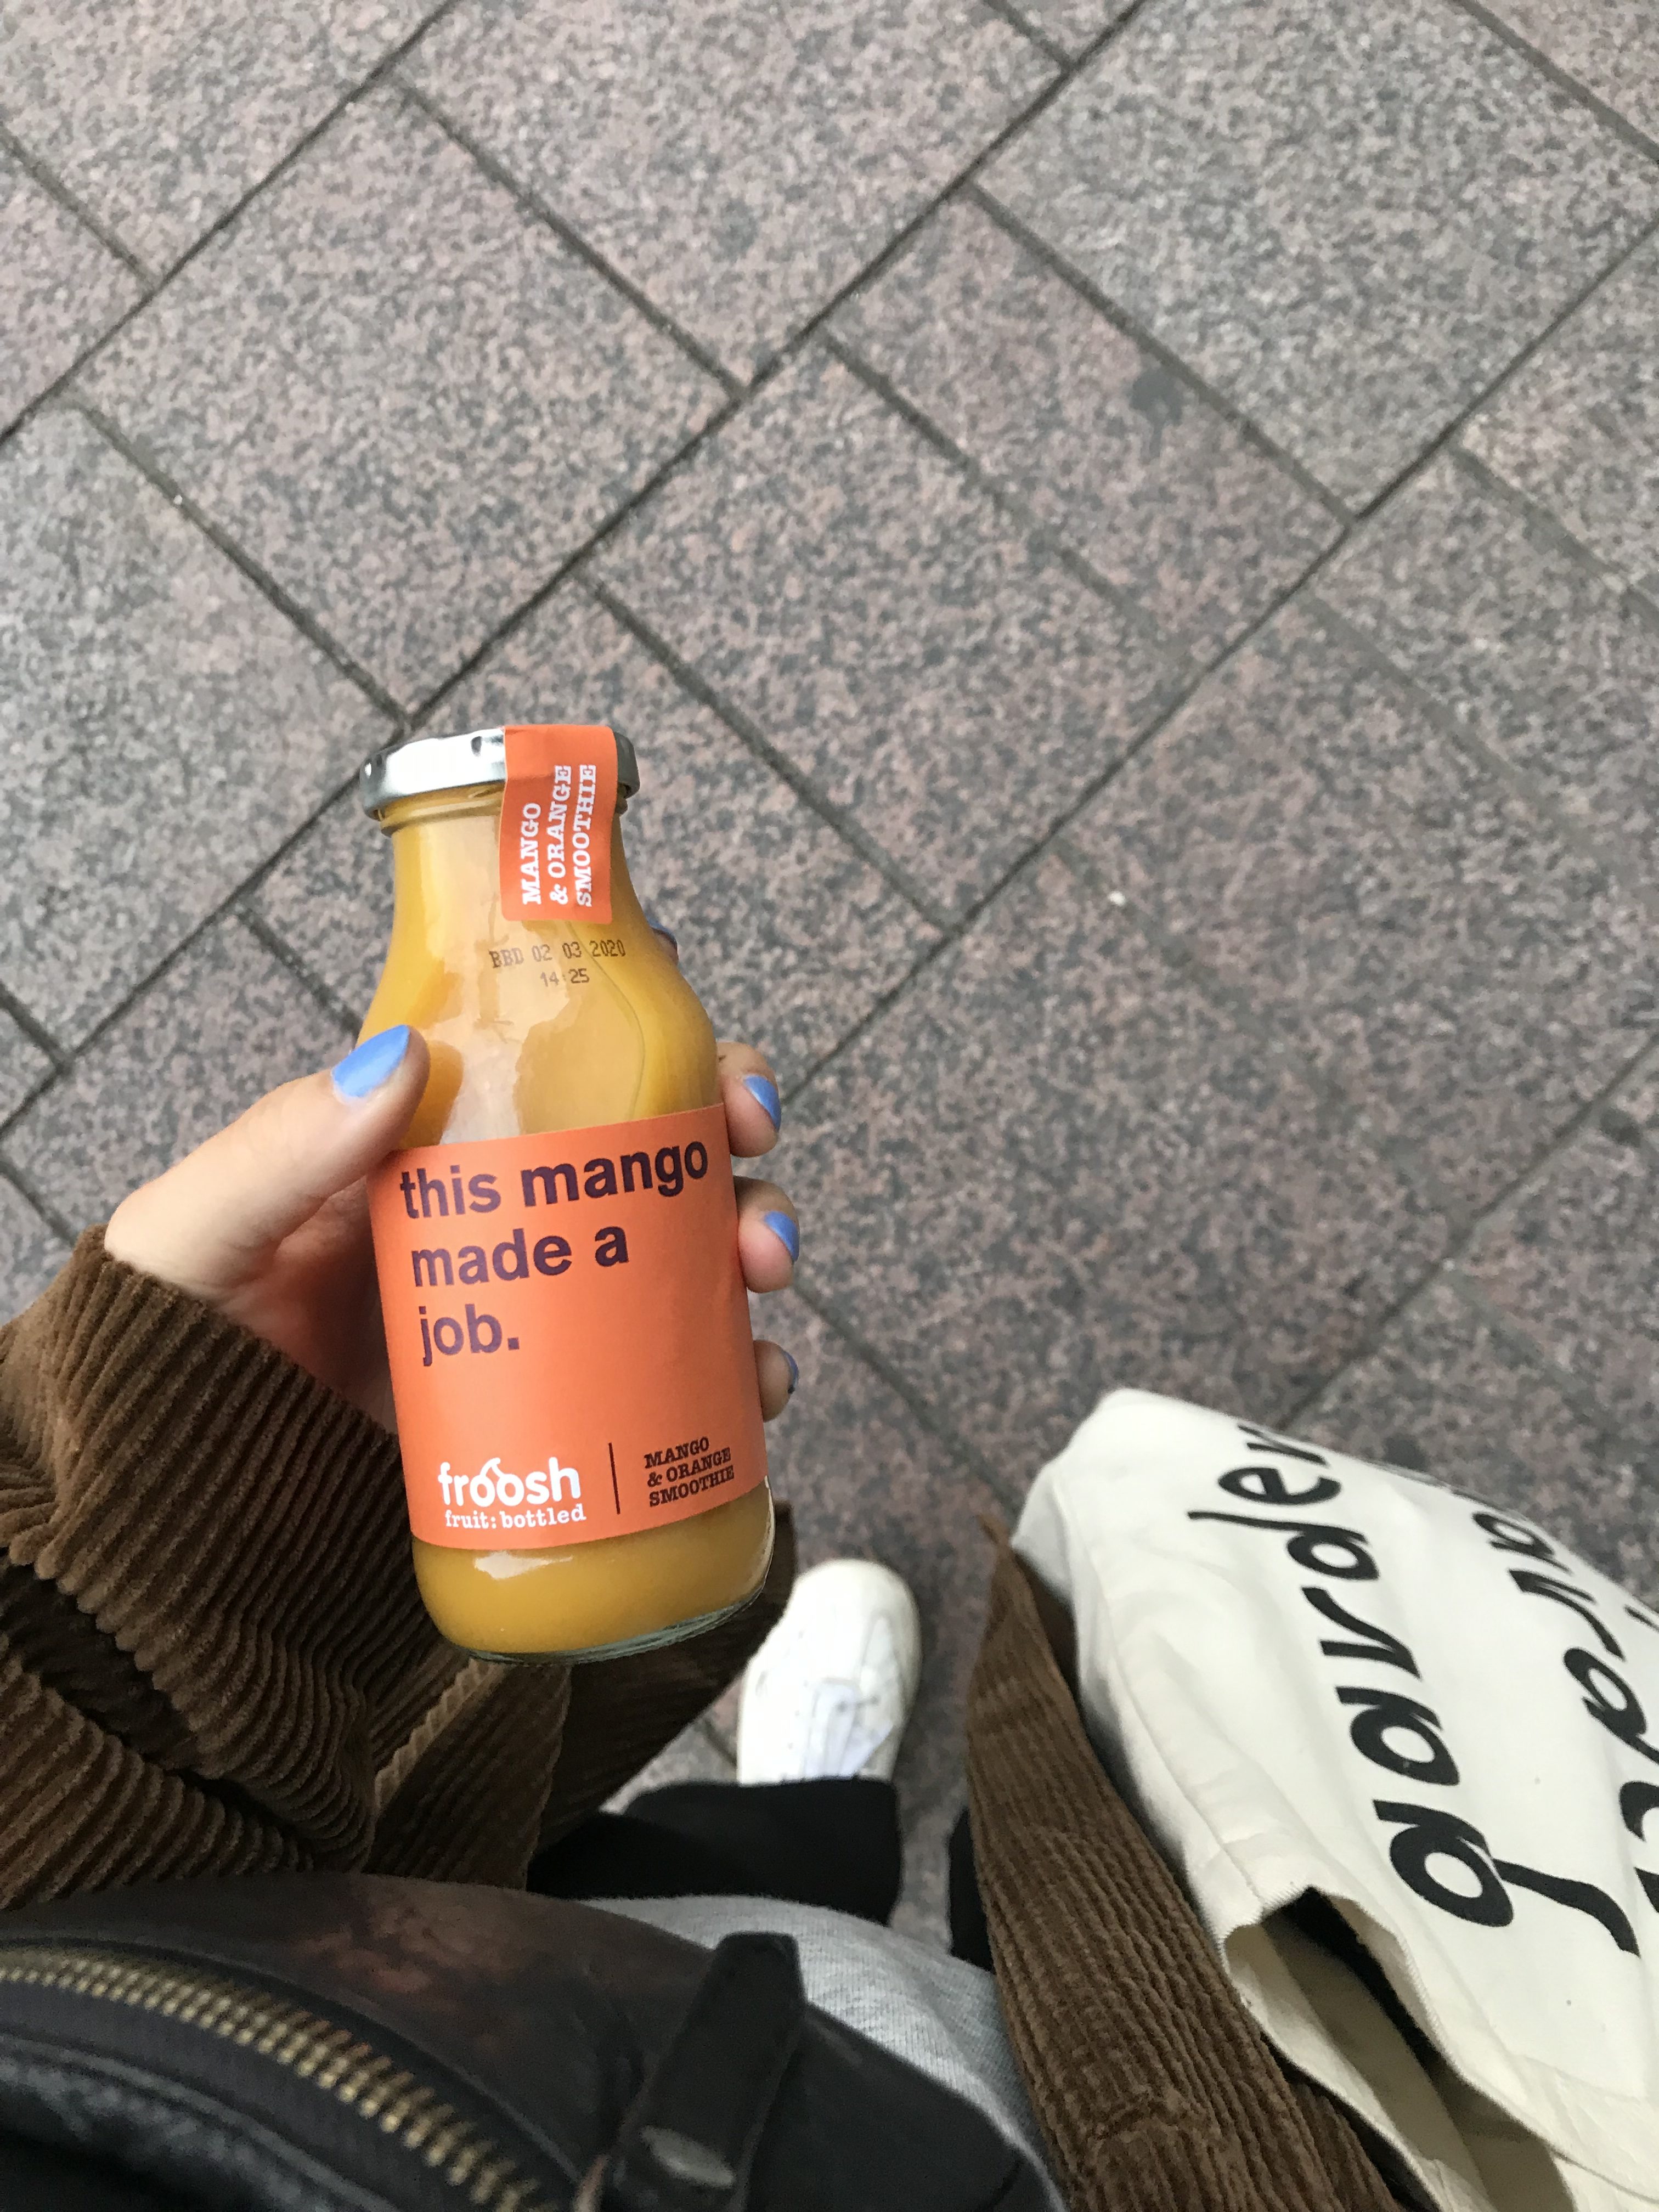 MANGO
& ORANGE
SMOOTHIE
BBD 02 03 2020
14:25
this mango
made a
job.
froosh
fruit: bottled
MANGO
& ORANGE
SMOOTHIE